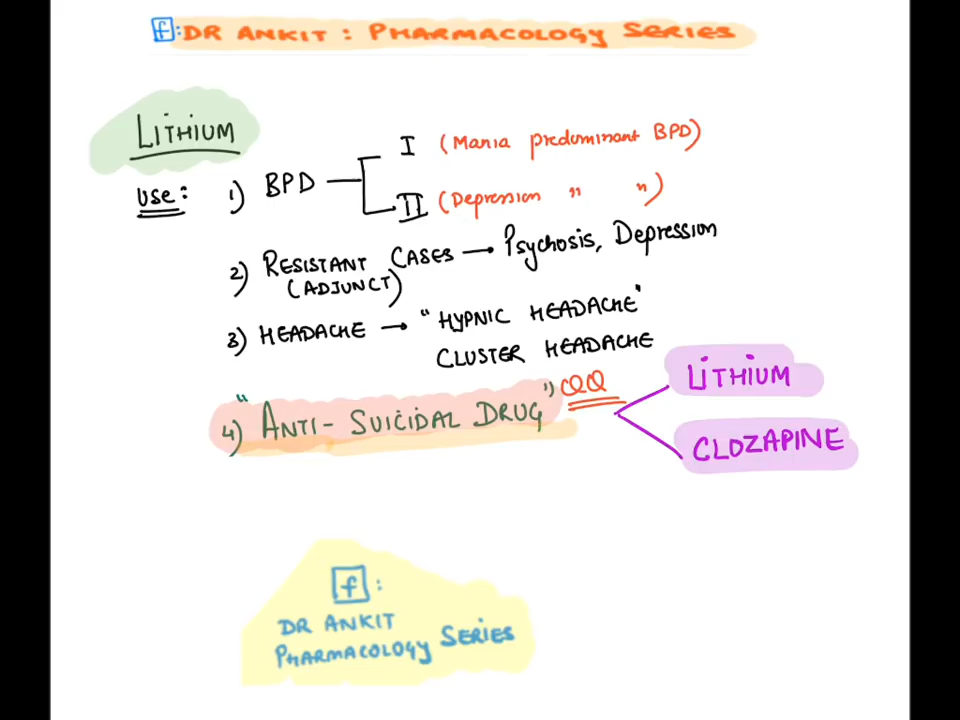 f: DR ANKIT: PHARMACOLOGY SERIES
LITHIUM
Use: 1) BPD
I (Mania predominant BPD)
II (Depression " ")
2) RESISTANT CASES → Psychosis, Depression
(ADJUNCT)
3) HEADACHE → "HYPNIC HEADACHE"
CLUSTER HEADACHE
4) "ANTI-SUICIDAL DRUG" QQ
LITHIUM
CLOZAPINE
f:
DR ANKIT
PHARMACOLOGY SERIES